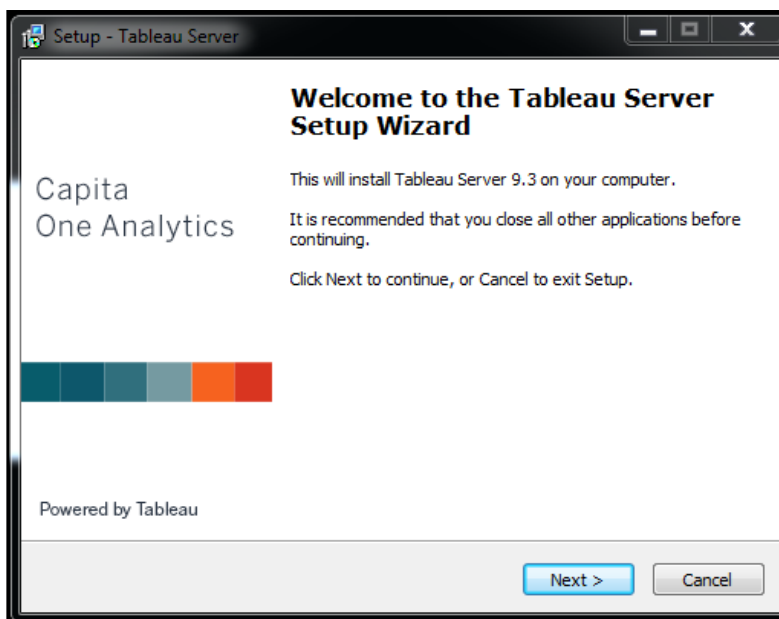 Setup - Tableau Server
Welcome to the Tableau Server
Setup Wizard
This will install Tableau Server 9.3 on your computer.
It is recommended that you close all other applications before
continuing.
Click Next to continue, or Cancel to exit Setup.
Capita
One Analytics
Powered by Tableau
Next >
Cancel